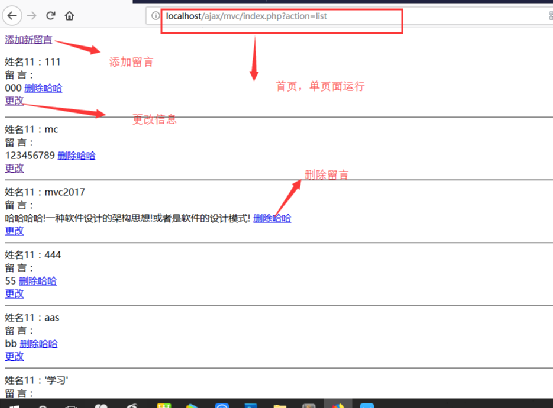 localhost/ajax/mvc/index.php?action=list
添加新留言
添加留言
姓名11：111
留 言：
首页，单页面运行
000 删除哈哈
更改
更改信息
姓名11：mc
留 言：
123456789 删除哈哈
更改
删除留言
姓名11：mvc2017
留 言：
哈哈哈哈!一种软件设计的架构思想!或者是软件的设计模式! 删除哈哈
更改
姓名11：444
留 言：
55 删除哈哈
更改
姓名11：aas
留 言：
bb 删除哈哈
更改
姓名11：'学习'
留 言：